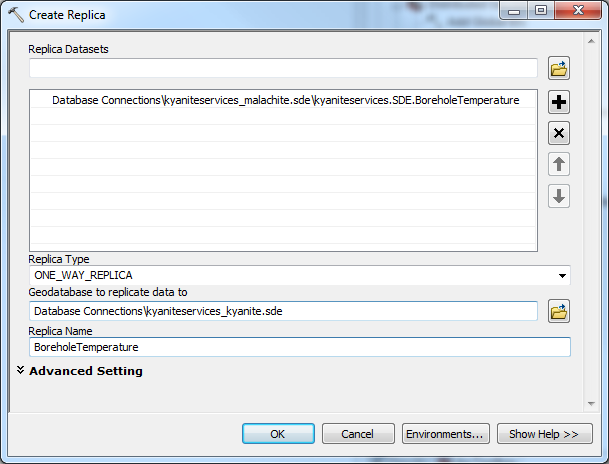 Create Replica
Replica Datasets
Database Connections\kyaniteservices_malachite.sde\kyaniteservices.SDE.BoreholeTemperature
Replica Type
ONE_WAY_REPLICA
Geodatabase to replicate data to
Database Connections\kyaniteservices_kyanite.sde
Replica Name
BoreholeTemperature
Advanced Setting
OK
Cancel
Environments...
Show Help >>